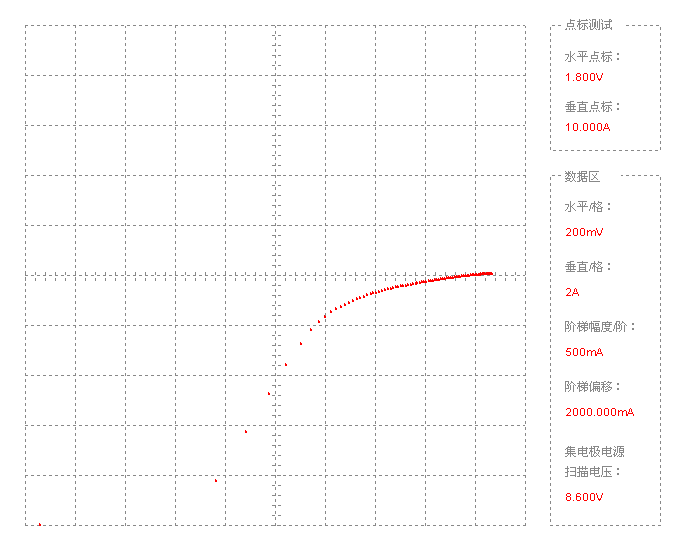 点标测试
水平点标：
1.800V
垂直点标：
10.000A
数据区
水平/格：
200mV
垂直/格：
2A
阶梯幅度/阶：
500mA
阶梯偏移：
2000.000mA
集电极电源
扫描电压：
8.600V